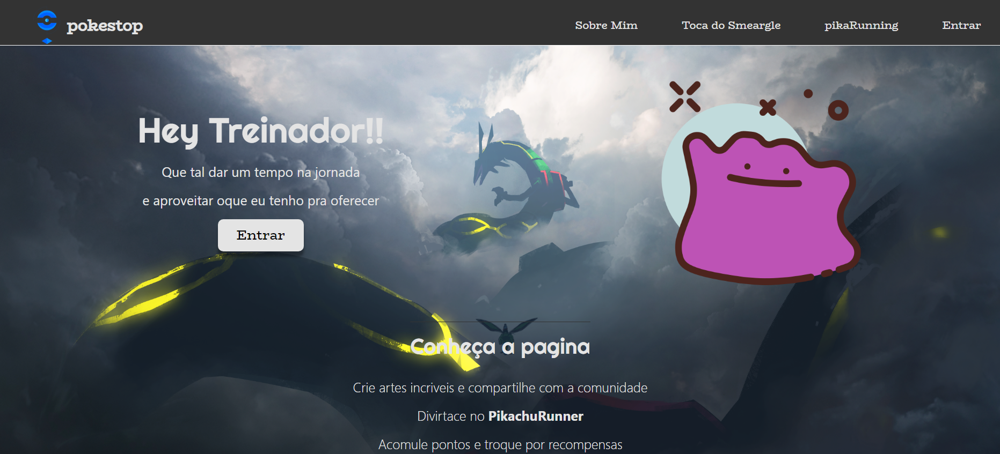 pokestop
Sobre Mim
Toca do Smeargle
pikaRunning
Entrar
Hey Treinador!!
Que tal dar um tempo na jornada
e aproveitar oque eu tenho pra oferecer
Entrar
Conheça a pagina
Crie artes incriveis e compartilhe com a comunidade
Divirtace no PikachuRunner
Acomule pontos e troque por recompensas